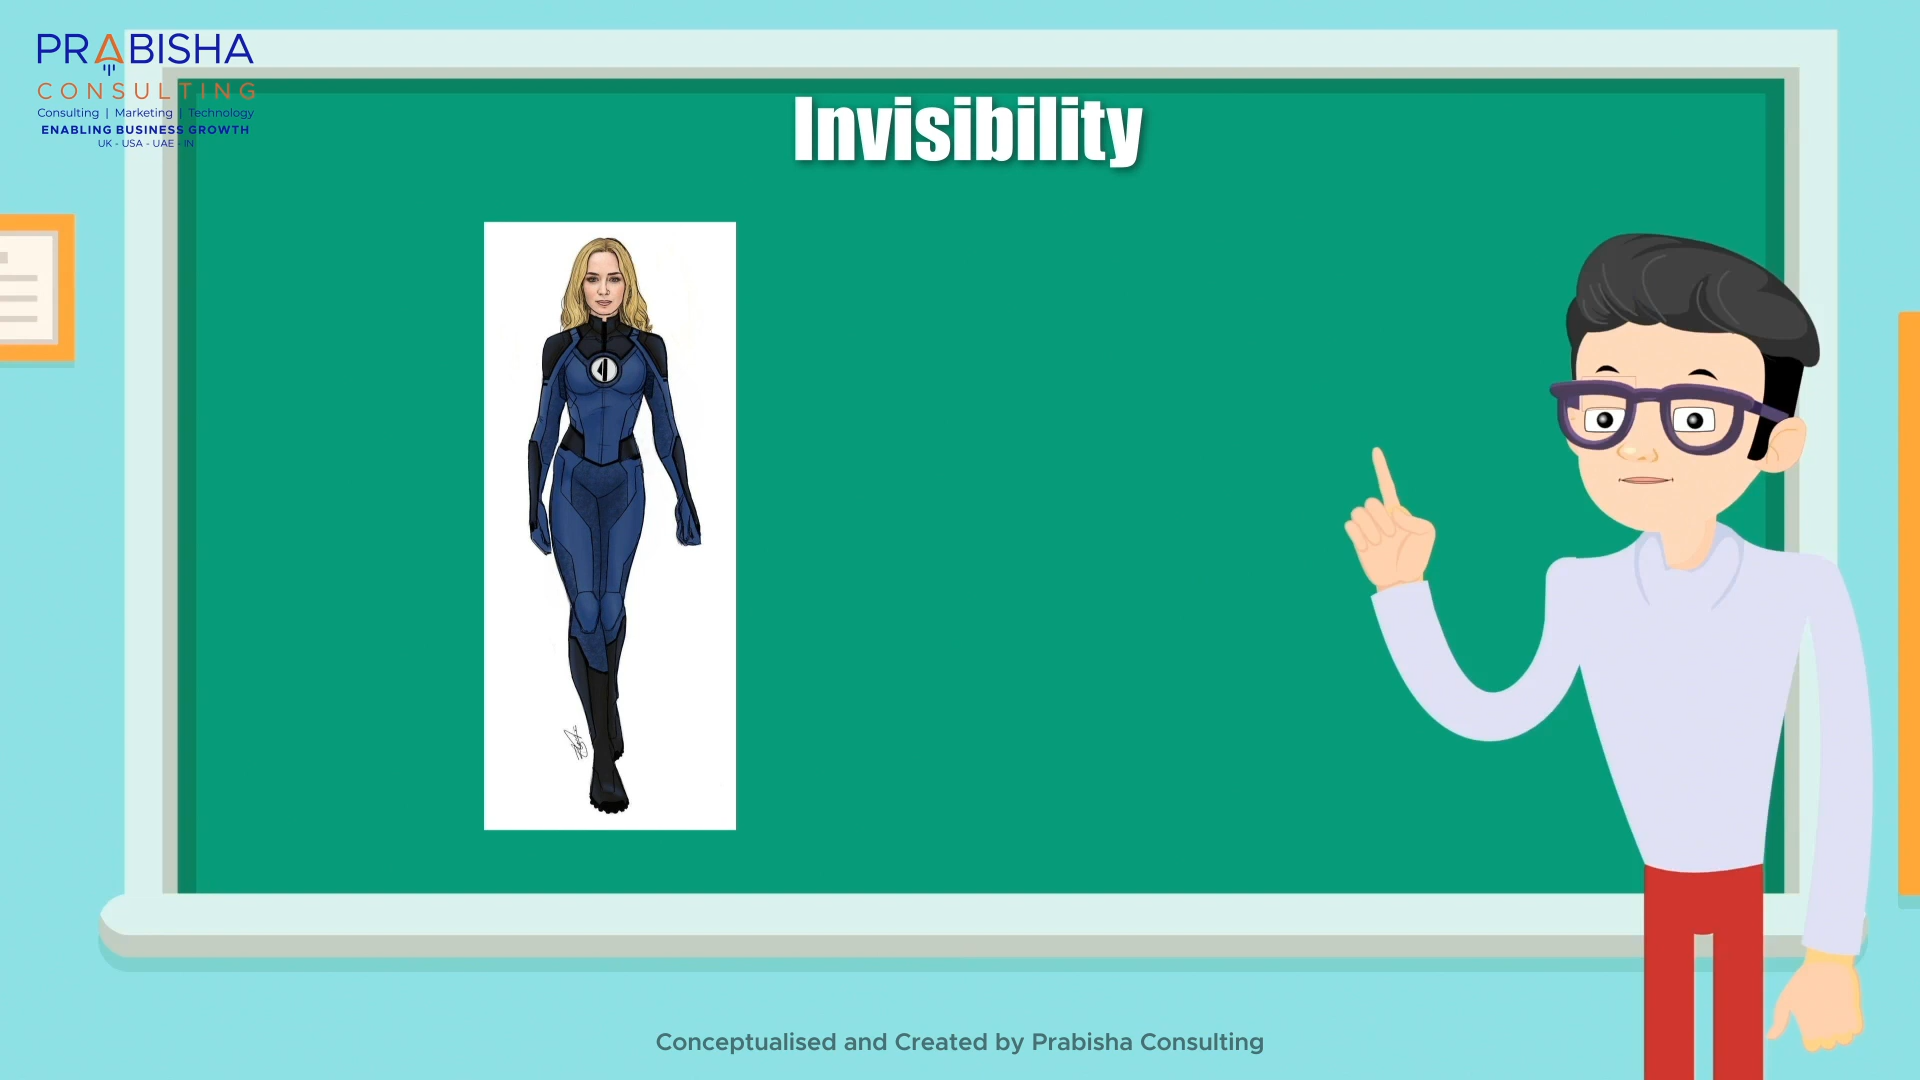 PRABISHA
CONSULTING
Consulting | Marketing | Technology
ENABLING BUSINESS GROWTH
UK - USA - UAE - IN
Invisibility
Conceptualised and Created by Prabisha Consulting